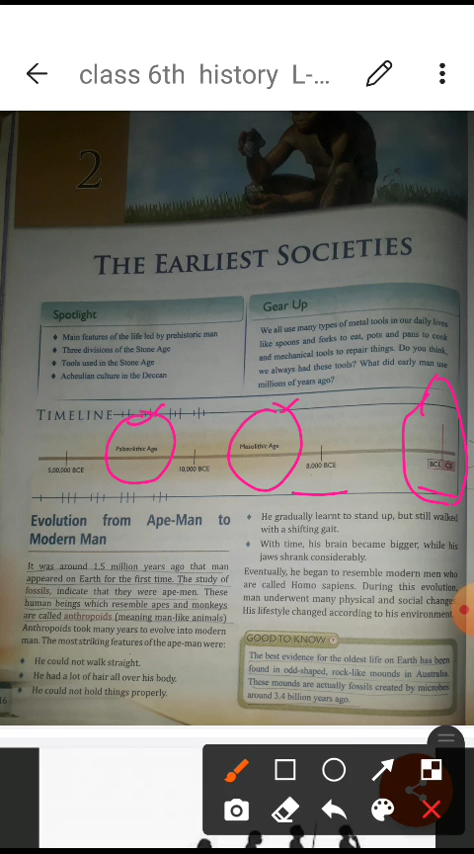 class 6th history L-...
2
THE EARLIEST SOCIETIES
Spotlight
♦ Main features of the life led by prehistoric man
♦ Three divisions of the Stone Age
♦ Tools used in the Stone Age
♦ Acheulian culture in the Deccan
Gear Up
We all use many types of metal tools in our daily lives
like spoons and forks to eat, pots and pans to cook
and mechanical tools to repair things. Do you think,
we always had these tools? What did early man use
millions of years ago?
TIMELINE
Palaeolithic Age
Mesolithic Age
5,00,000 BCE
10,000 BCE
8,000 BCE
BCE CE
Evolution from Ape-Man to
Modern Man
It was around 1.5 million years ago that man
appeared on Earth for the first time. The study of
fossils, indicate that they were ape-men. These
human beings which resemble apes and monkeys
are called anthropoids (meaning man-like animals)
Anthropoids took many years to evolve into modern
man. The most striking features of the ape-man were:
♦ He could not walk straight.
♦ He had a lot of hair all over his body.
♦ He could not hold things properly.
16
♦ He gradually learnt to stand up, but still walked
with a shifting gait.
♦ With time, his brain became bigger, while his
jaws shrank considerably.
Eventually, he began to resemble modern men who
are called Homo sapiens. During this evolution,
man underwent many physical and social change
His lifestyle changed according to his environment
GOOD TO KNOW
The best evidence for the oldest life on Earth has been
found in odd-shaped, rock-like mounds in Australia.
These mounds are actually fossils created by microbes
around 3.4 billion years ago.